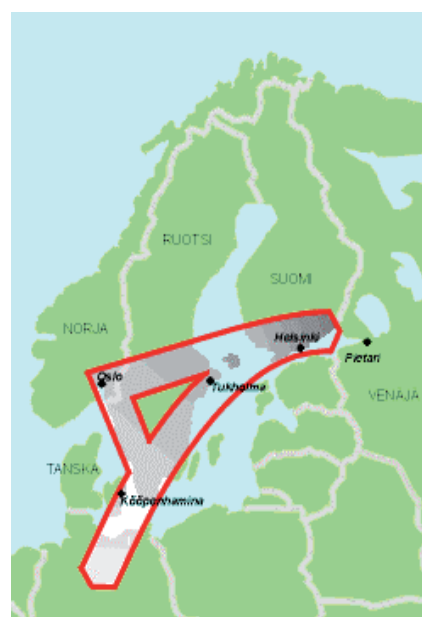 RUOTSI
SUOMI
NORJA
Helsinki
Pietari
Oslo
Tukholma
VENÄJÄ
TANSKA
Kööpenhamina